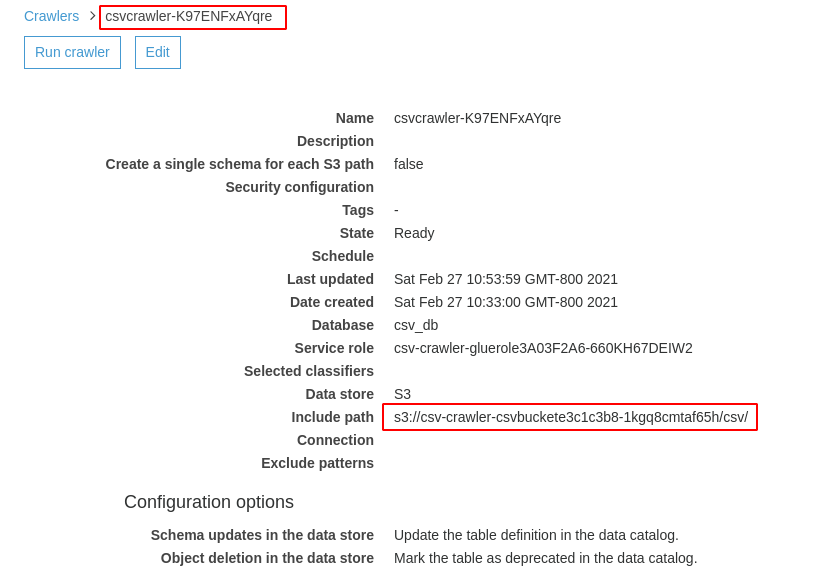 Crawlers > csvcrawler-K97ENFxAYqre
Run crawler Edit
Name csvcrawler-K97ENFxAYqre
Description
Create a single schema for each S3 path false
Security configuration
Tags -
State Ready
Schedule
Last updated Sat Feb 27 10:53:59 GMT-800 2021
Date created Sat Feb 27 10:33:00 GMT-800 2021
Database csv_db
Service role csv-crawler-gluerole3A03F2A6-660KH67DEIW2
Selected classifiers
Data store S3
Include path s3://csv-crawler-csvbuckete3c1c3b8-1kgq8cmtaf65h/csv/
Connection
Exclude patterns
Configuration options
Schema updates in the data store Update the table definition in the data catalog.
Object deletion in the data store Mark the table as deprecated in the data catalog.